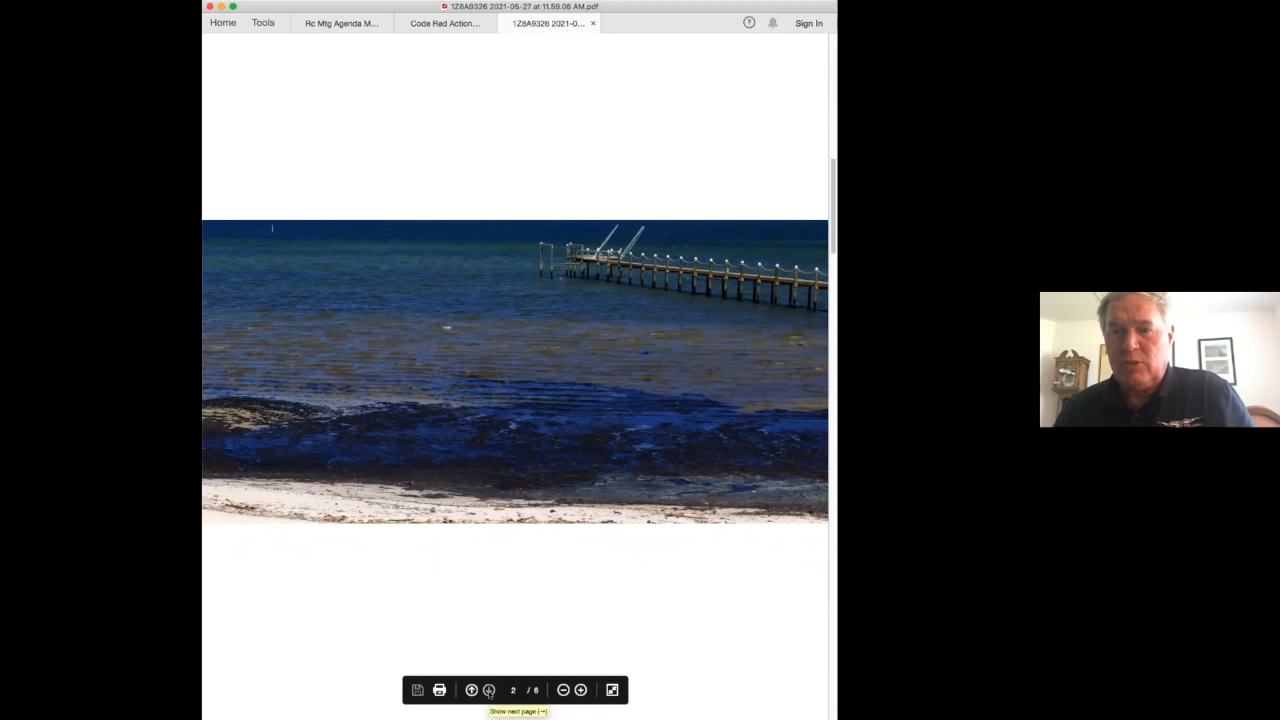 1Z8A9326 2021-05-27 at 11.59.06 AM.pdf
Home Tools Rc Mtg Agenda M... Code Red Action... 1Z8A9326 2021-0... × ? Sign In
2 / 6
Show next page (→)